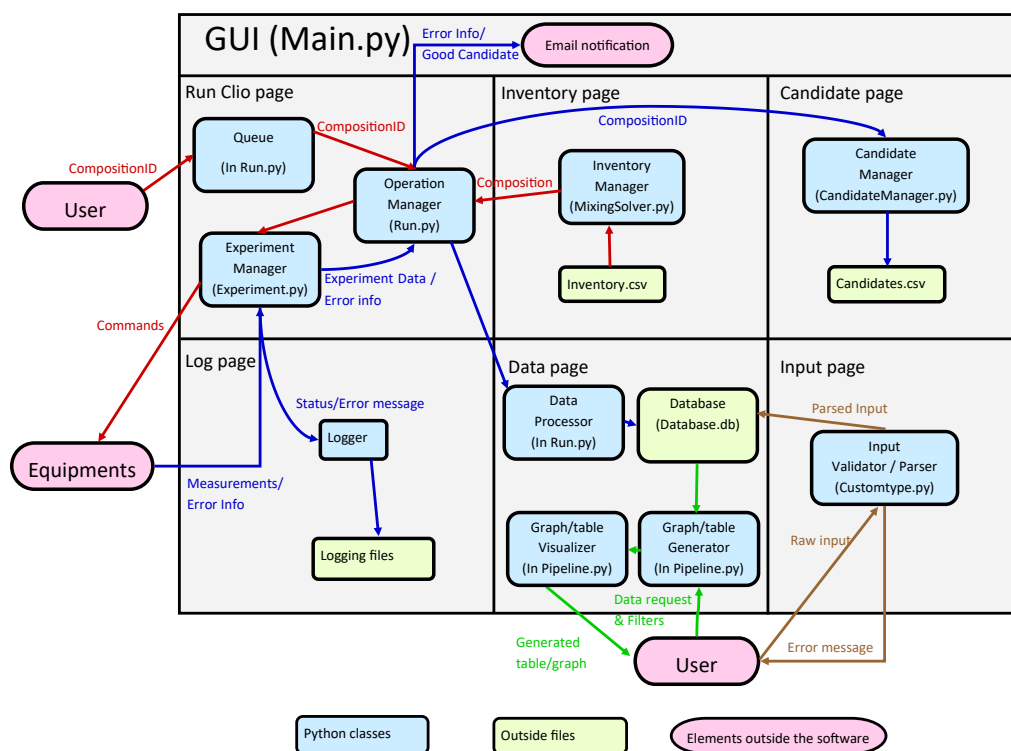 GUI (Main.py)
Error Info/
Good Candidate
Email notification
Run Clio page
Inventory page
Candidate page
CompositionID
Queue
(In Run.py)
CompositionID
CompositionID
User
Operation
Manager
(Run.py)
Composition
Inventory
Manager
(MixingSolver.py)
Candidate
Manager
(CandidateManager.py)
Experiment
Manager
(Experiment.py)
Experiment Data /
Error info
Inventory.csv
Candidates.csv
Commands
Log page
Data page
Input page
Status/Error message
Logger
Data
Processor
(In Run.py)
Database
(Database.db)
Parsed Input
Input
Validator / Parser
(Customtype.py)
Equipments
Measurements/
Error Info
Logging files
Graph/table
Visualizer
(In Pipeline.py)
Graph/table
Generator
(In Pipeline.py)
Raw input
Data request
& Filters
Generated
table/graph
User
Error message
Python classes
Outside files
Elements outside the software